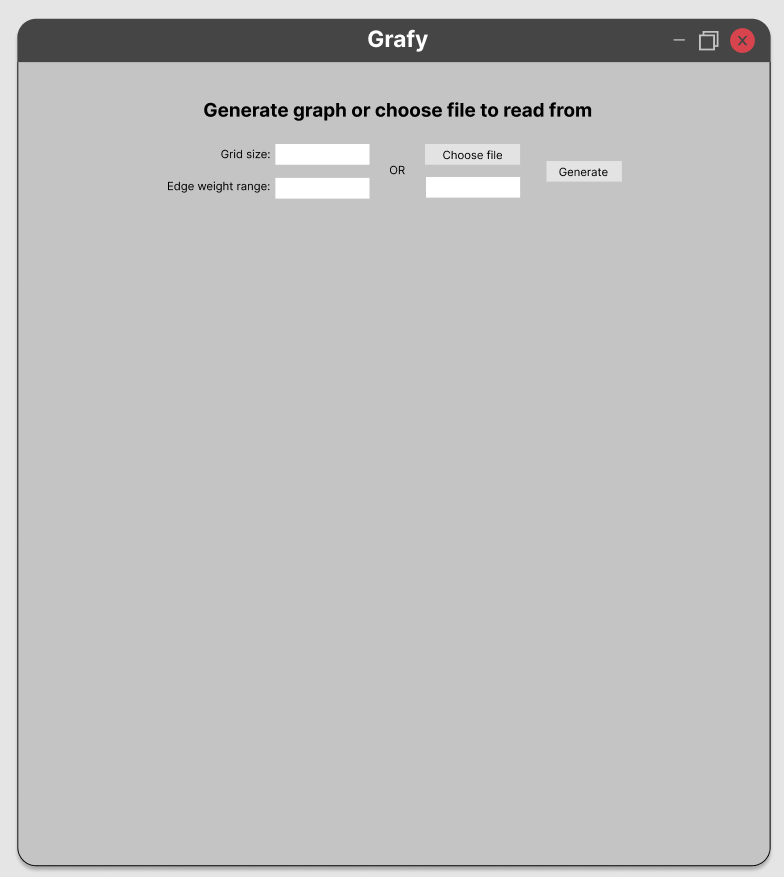 Grafy
Generate graph or choose file to read from
Grid size:
Edge weight range:
OR
Choose file
Generate